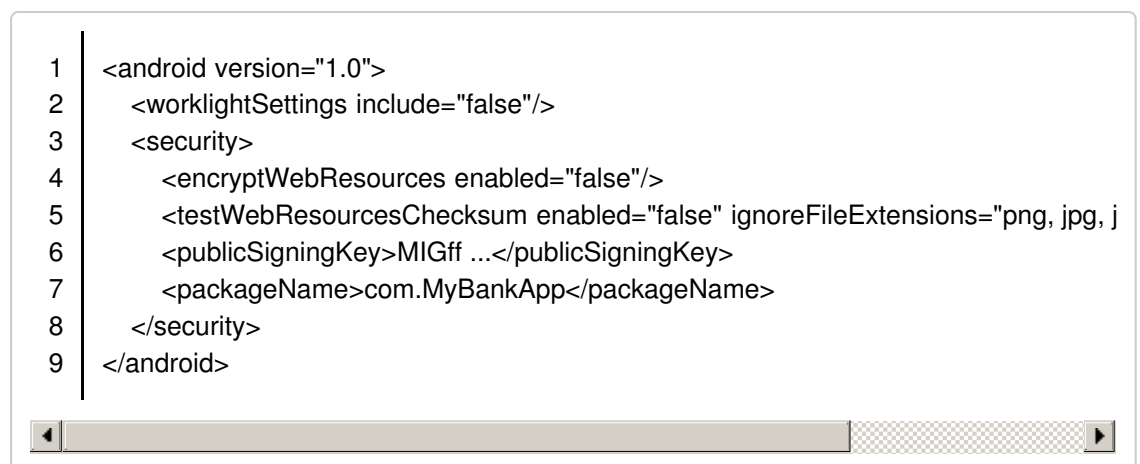 1 <android version="1.0">
2 <worklightSettings include="false"/>
3 <security>
4 <encryptWebResources enabled="false"/>
5 <testWebResourcesChecksum enabled="false" ignoreFileExtensions="png, jpg, j
6 <publicSigningKey>MIGff ...</publicSigningKey>
7 <packageName>com.MyBankApp</packageName>
8 </security>
9 </android>